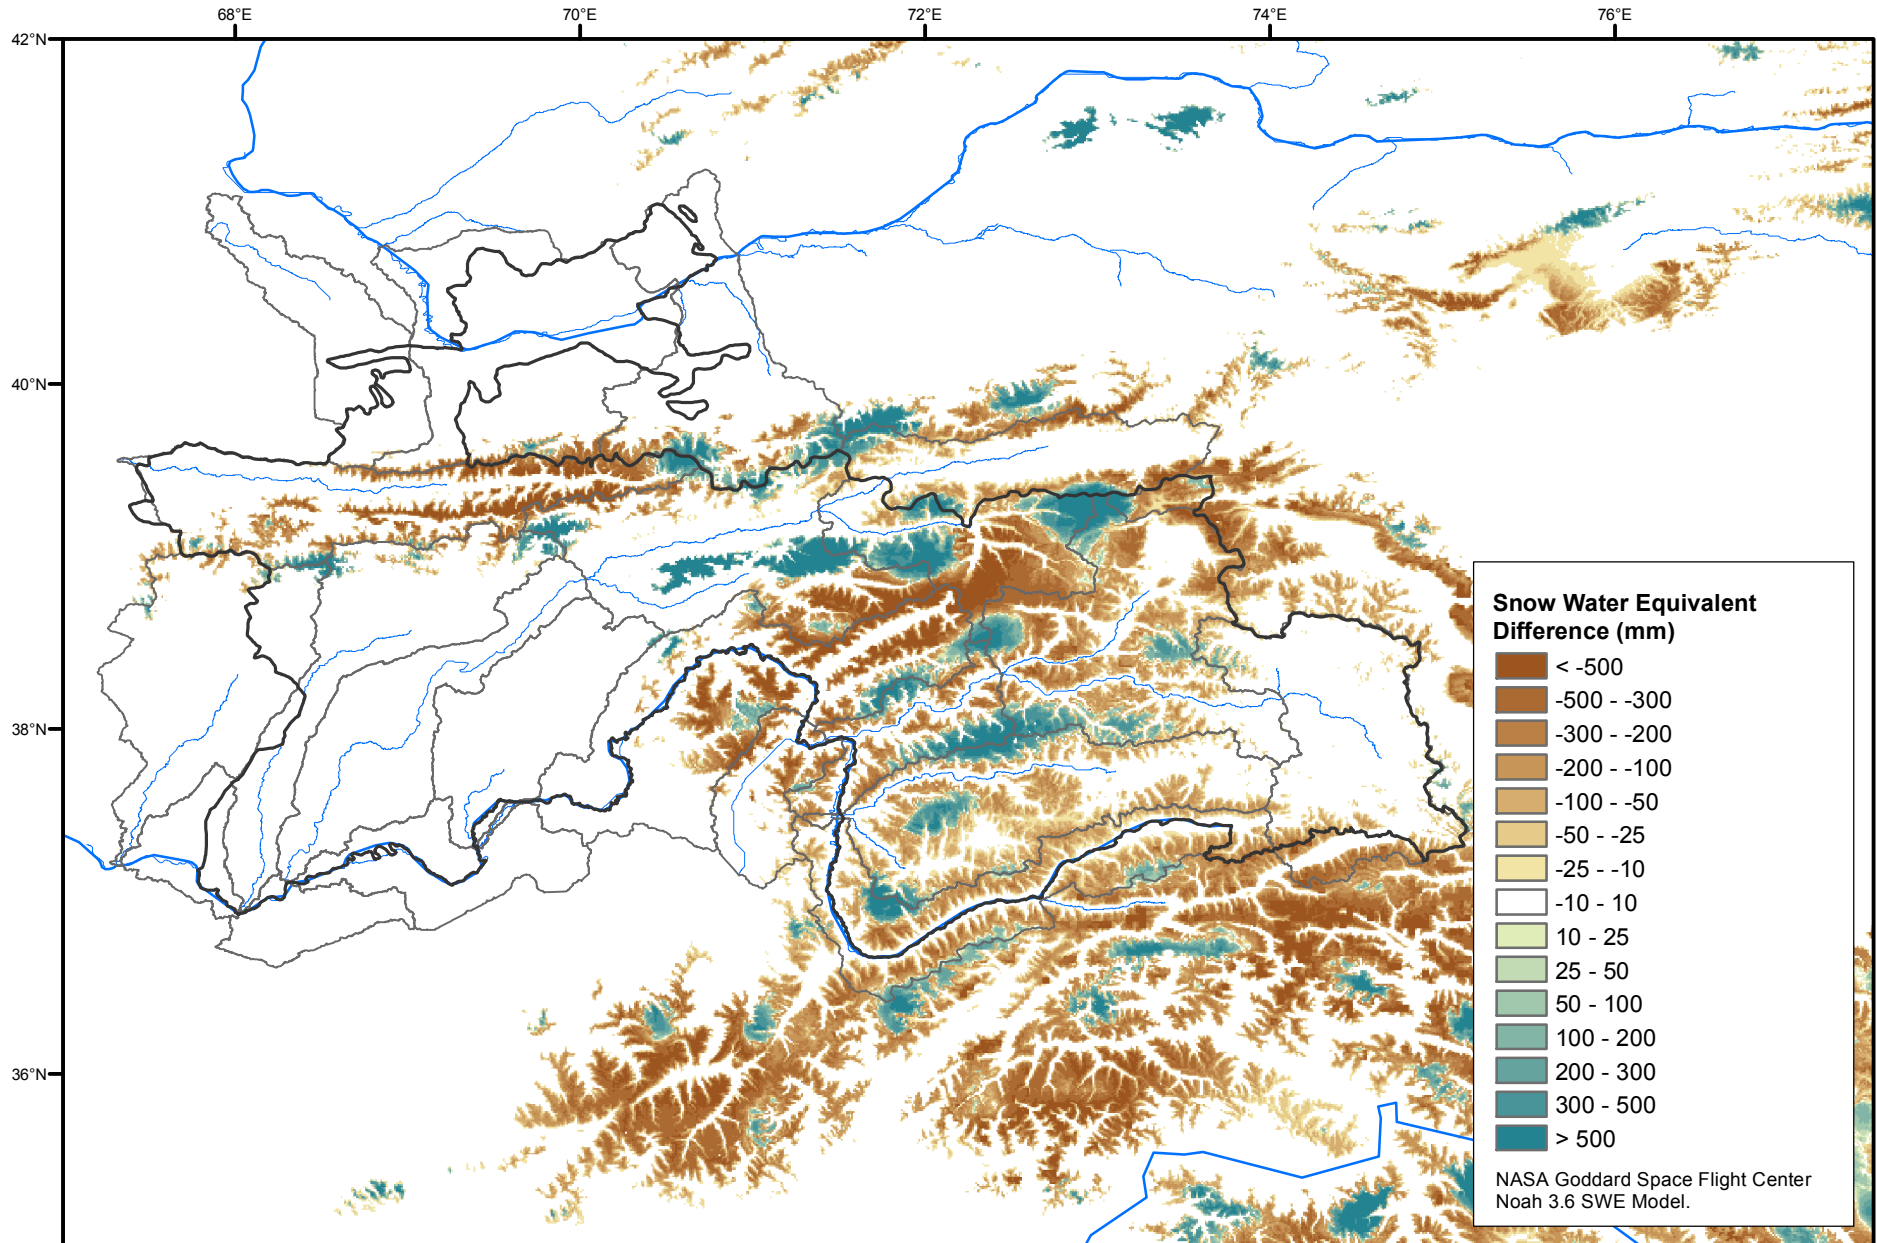 68°E
70°E
72°E
74°E
76°E
42°N
40°N
38°N
36°N
Snow Water Equivalent
Difference (mm)
< -500
-500 - -300
-300 - -200
-200 - -100
-100 - -50
-50 - -25
-25 - -10
-10 - 10
10 - 25
25 - 50
50 - 100
100 - 200
200 - 300
300 - 500
> 500
NASA Goddard Space Flight Center
Noah 3.6 SWE Model.